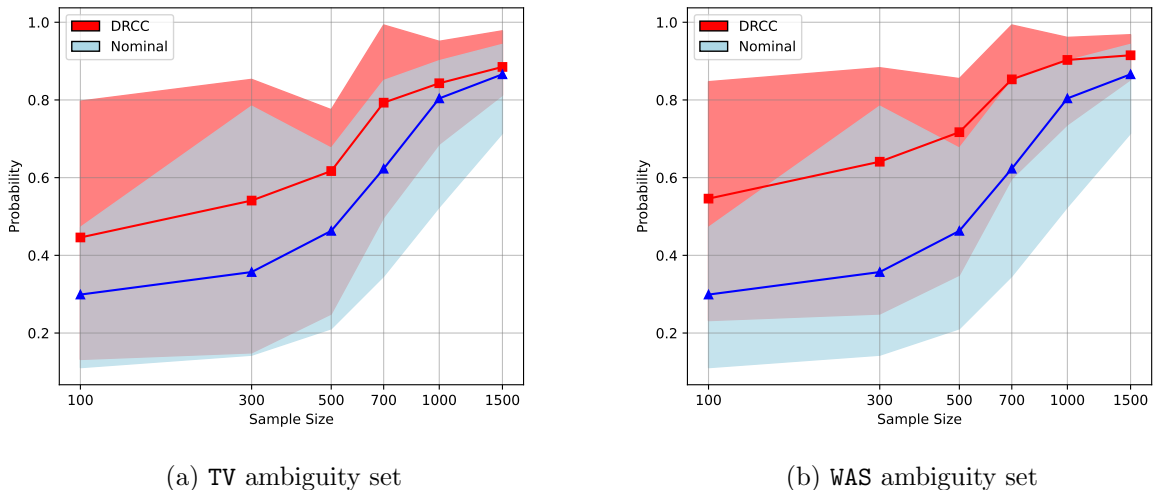 1.0
0.8
0.6
0.4
0.2
Probability
DRCC
Nominal
100 300 500 700 1000 1500
Sample Size
(a) TV ambiguity set
1.0
0.8
0.6
0.4
0.2
Probability
DRCC
Nominal
100 300 500 700 1000 1500
Sample Size
(b) WAS ambiguity set